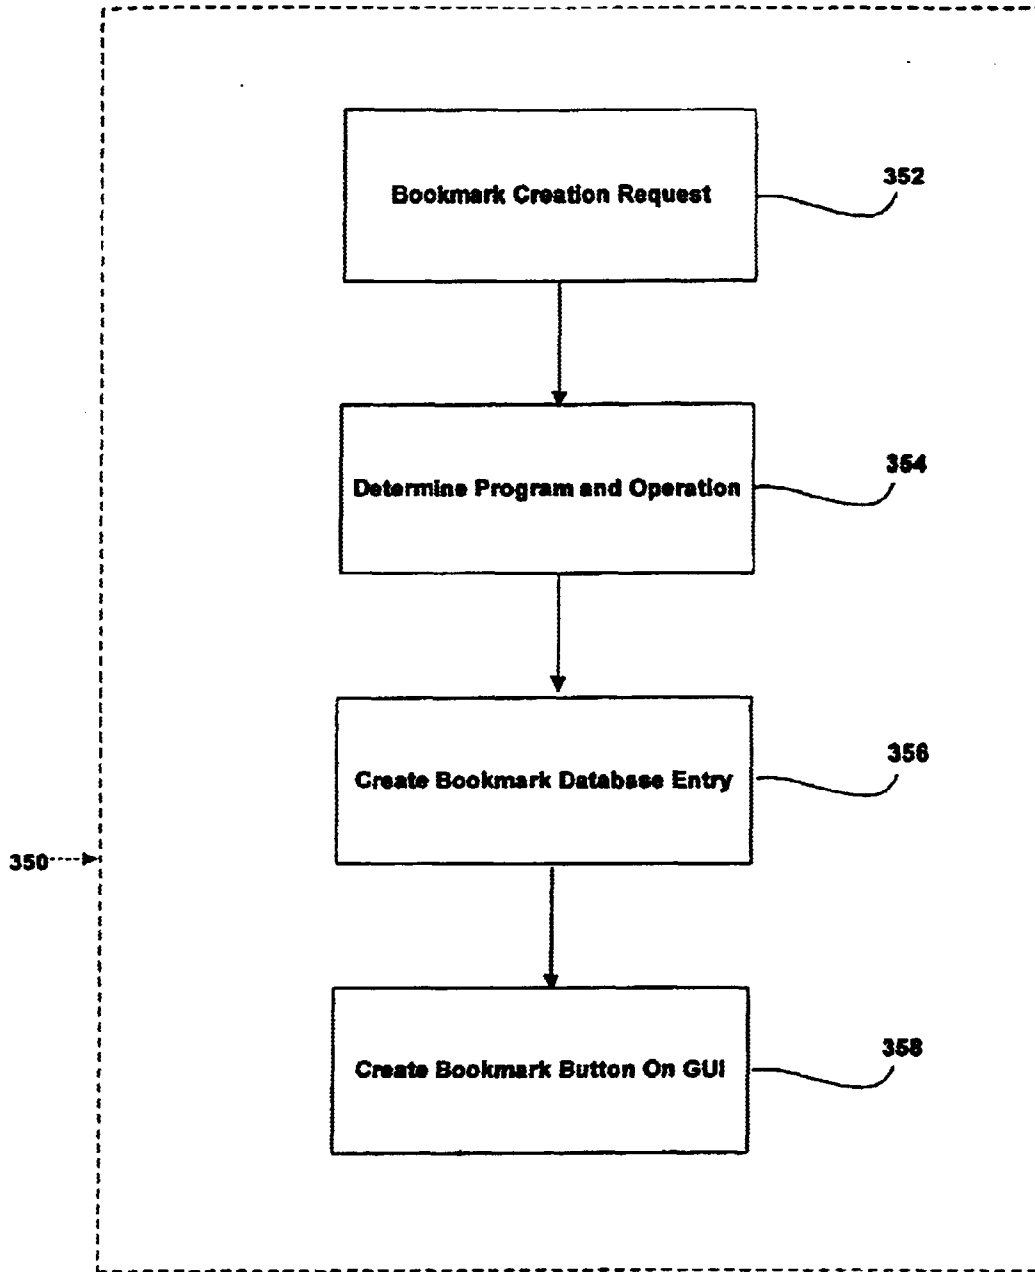 Bookmark Creation Request
352
Determine Program and Operation
354
Create Bookmark Database Entry
356
350
Create Bookmark Button On GUI
358